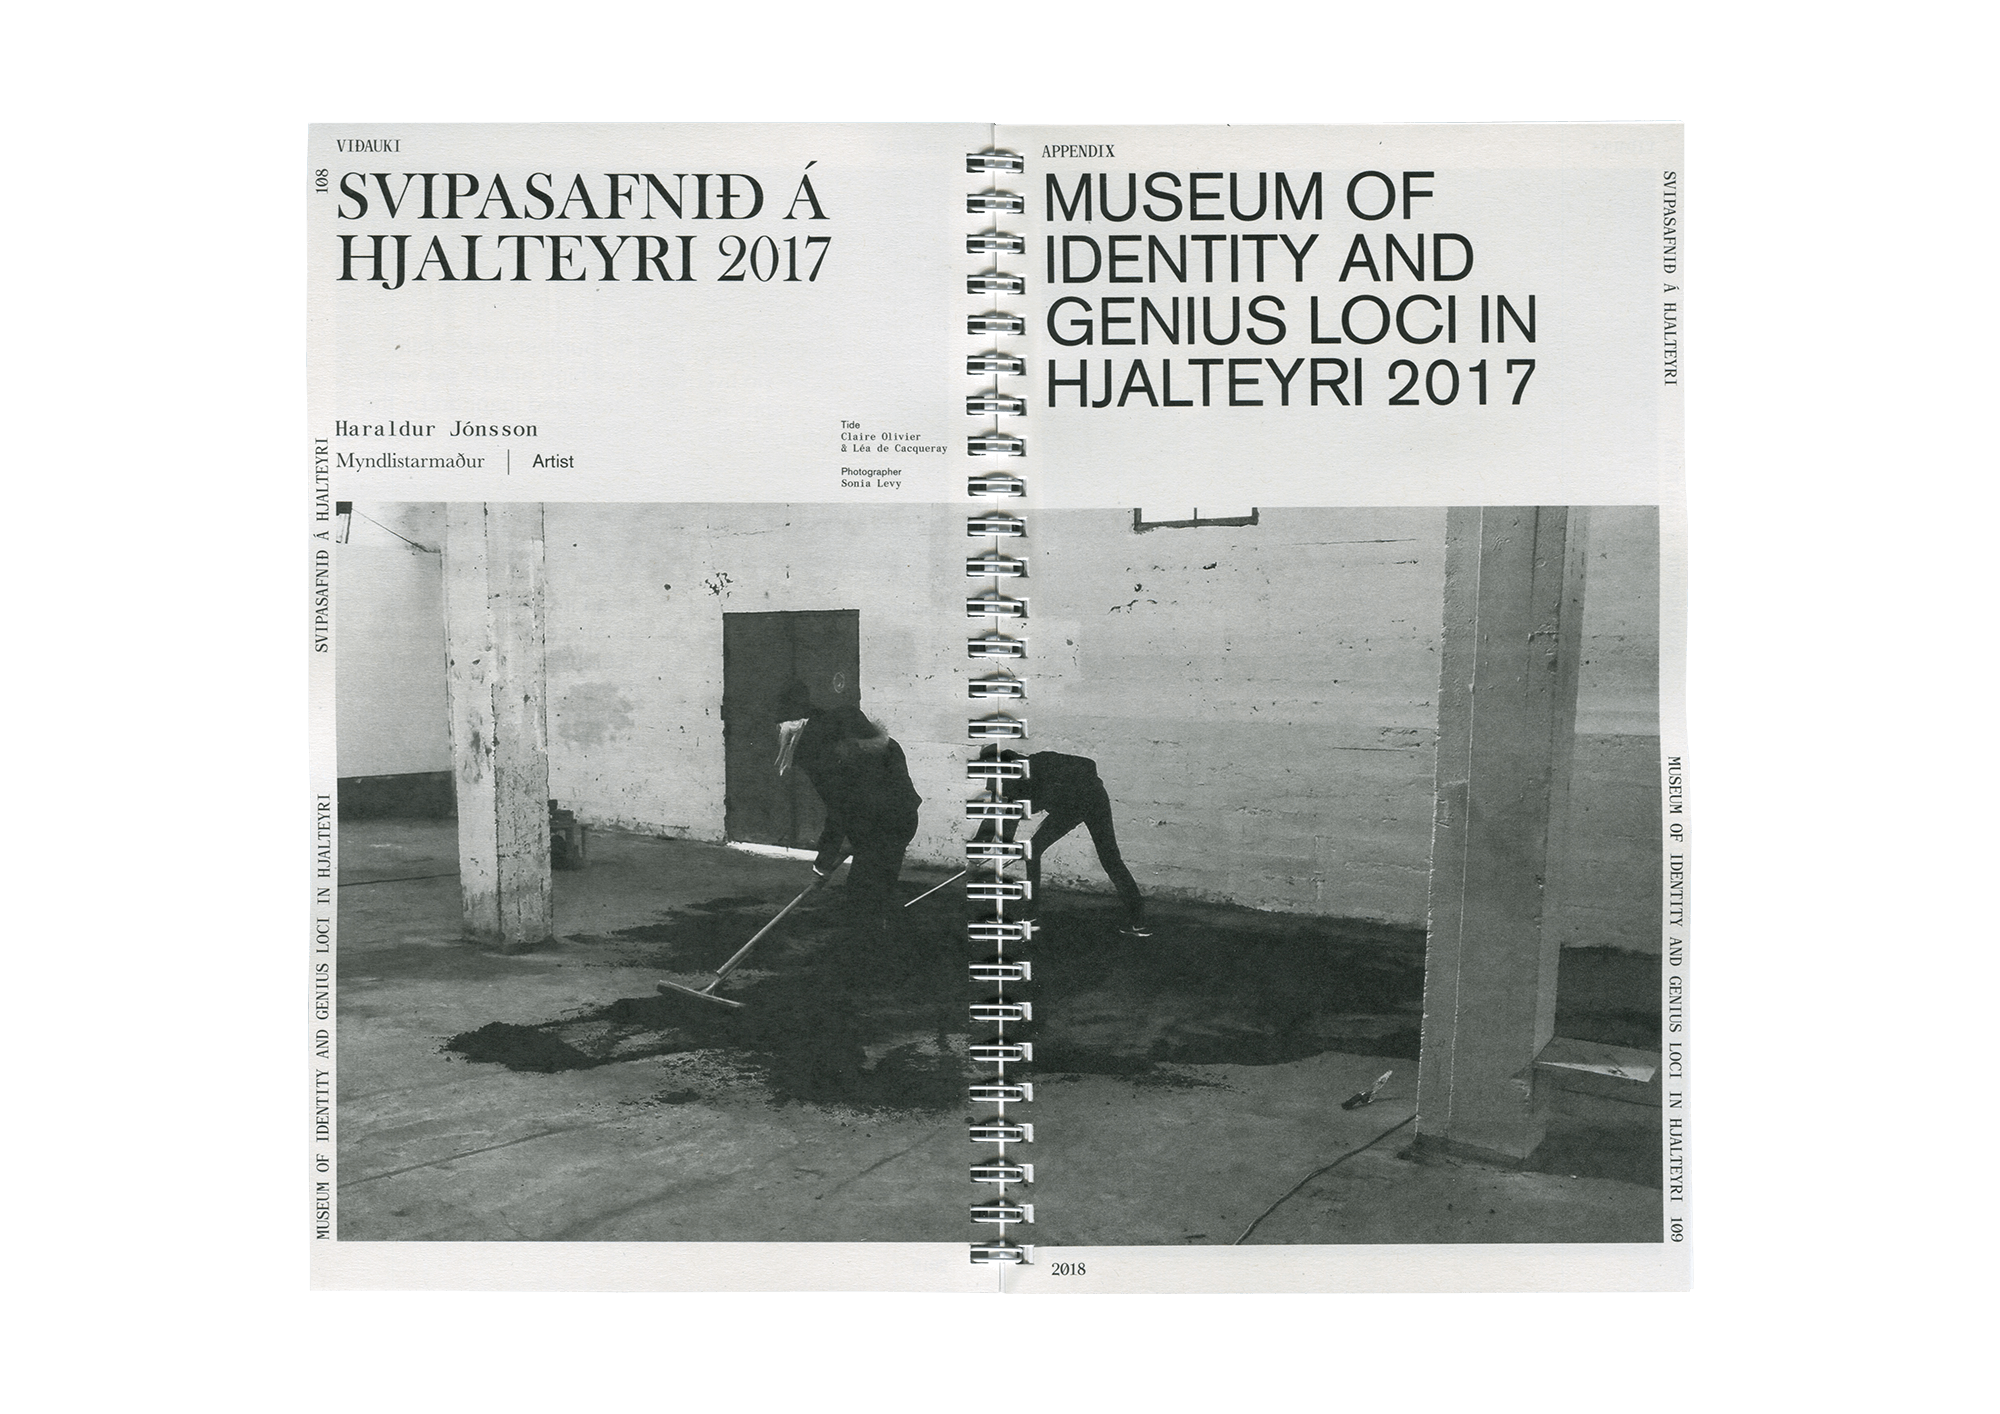 VIÐAUKI
108
SVIPASAFNIÐ Á
HJALTEYRI 2017
Haraldur Jónsson
Myndlistarmaður | Artist
Tide
Claire Olivier
& Léa de Cacqueray
Photographer
Sonia Levy
SVIPASAFNIÐ Á HJALTEYRI
MUSEUM OF IDENTITY AND GENIUS LOCI IN HJALTEYRI
APPENDIX
MUSEUM OF
IDENTITY AND
GENIUS LOCI IN
HJALTEYRI 2017
SVIPASAFNIÐ Á HJALTEYRI
MUSEUM OF IDENTITY AND GENIUS LOCI IN HJALTEYRI 109
2018